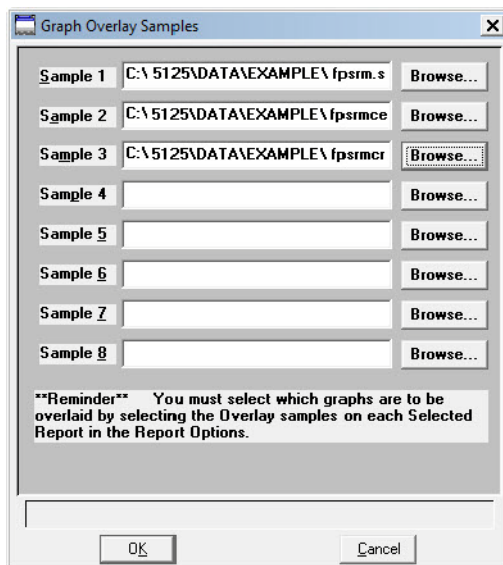 Graph Overlay Samples
Sample 1 C:\ 5125\DATA\EXAMPLE\ fpsrm.s Browse...
Sample 2 C:\ 5125\DATA\EXAMPLE\ fpsrmce Browse...
Sample 3 C:\ 5125\DATA\EXAMPLE\ fpsrmcr Browse...
Sample 4 Browse...
Sample 5 Browse...
Sample 6 Browse...
Sample 7 Browse...
Sample 8 Browse...
**Reminder** You must select which graphs are to be
overlaid by selecting the Overlay samples on each Selected
Report in the Report Options.
OK Cancel